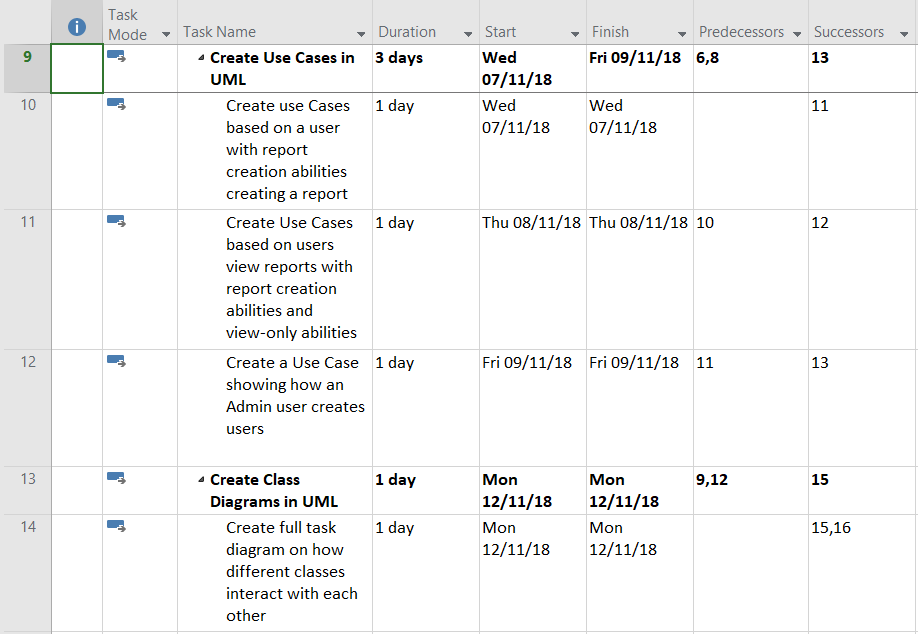 Task
Mode
Task Name
Duration
Start
Finish
Predecessors
Successors
9
Create Use Cases in
UML
3 days
Wed
07/11/18
Fri 09/11/18
6,8
13
10
Create use Cases
based on a user
with report
creation abilities
creating a report
1 day
Wed
07/11/18
Wed
07/11/18
11
11
Create Use Cases
based on users
view reports with
report creation
abilities and
view-only abilities
1 day
Thu 08/11/18
Thu 08/11/18
10
12
12
Create a Use Case
showing how an
Admin user creates
users
1 day
Fri 09/11/18
Fri 09/11/18
11
13
13
Create Class
Diagrams in UML
1 day
Mon
12/11/18
Mon
12/11/18
9,12
15
14
Create full task
diagram on how
different classes
interact with each
other
1 day
Mon
12/11/18
Mon
12/11/18
15,16